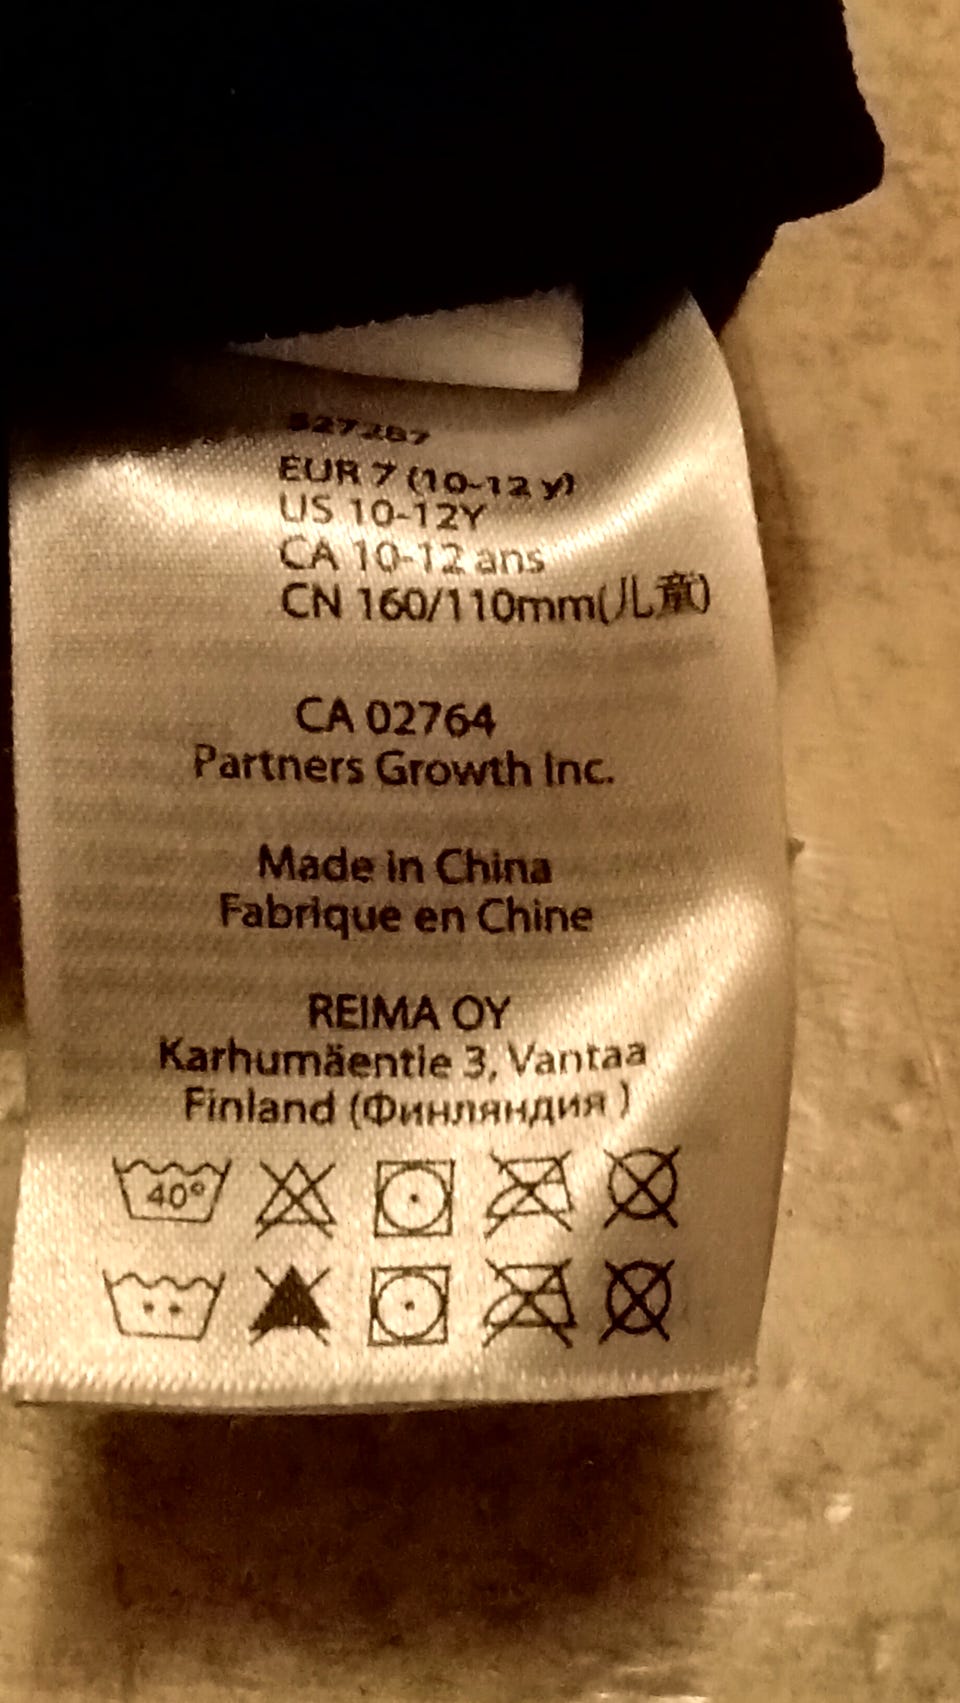 527287
EUR 7 (10-12 y)
US 10-12Y
CA 10-12 ans
CN 160/110mm(儿童)
CA 02764
Partners Growth Inc.
Made in China
Fabrique en Chine
REIMA OY
Karhumäentie 3, Vantaa
Finland (Финляндия )
40°